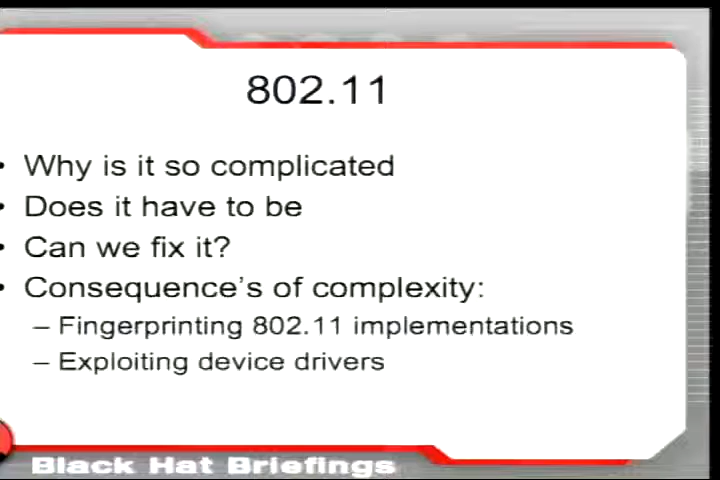 802.11
• Why is it so complicated
• Does it have to be
• Can we fix it?
• Consequence's of complexity:
– Fingerprinting 802.11 implementations
– Exploiting device drivers
Black Hat Briefings